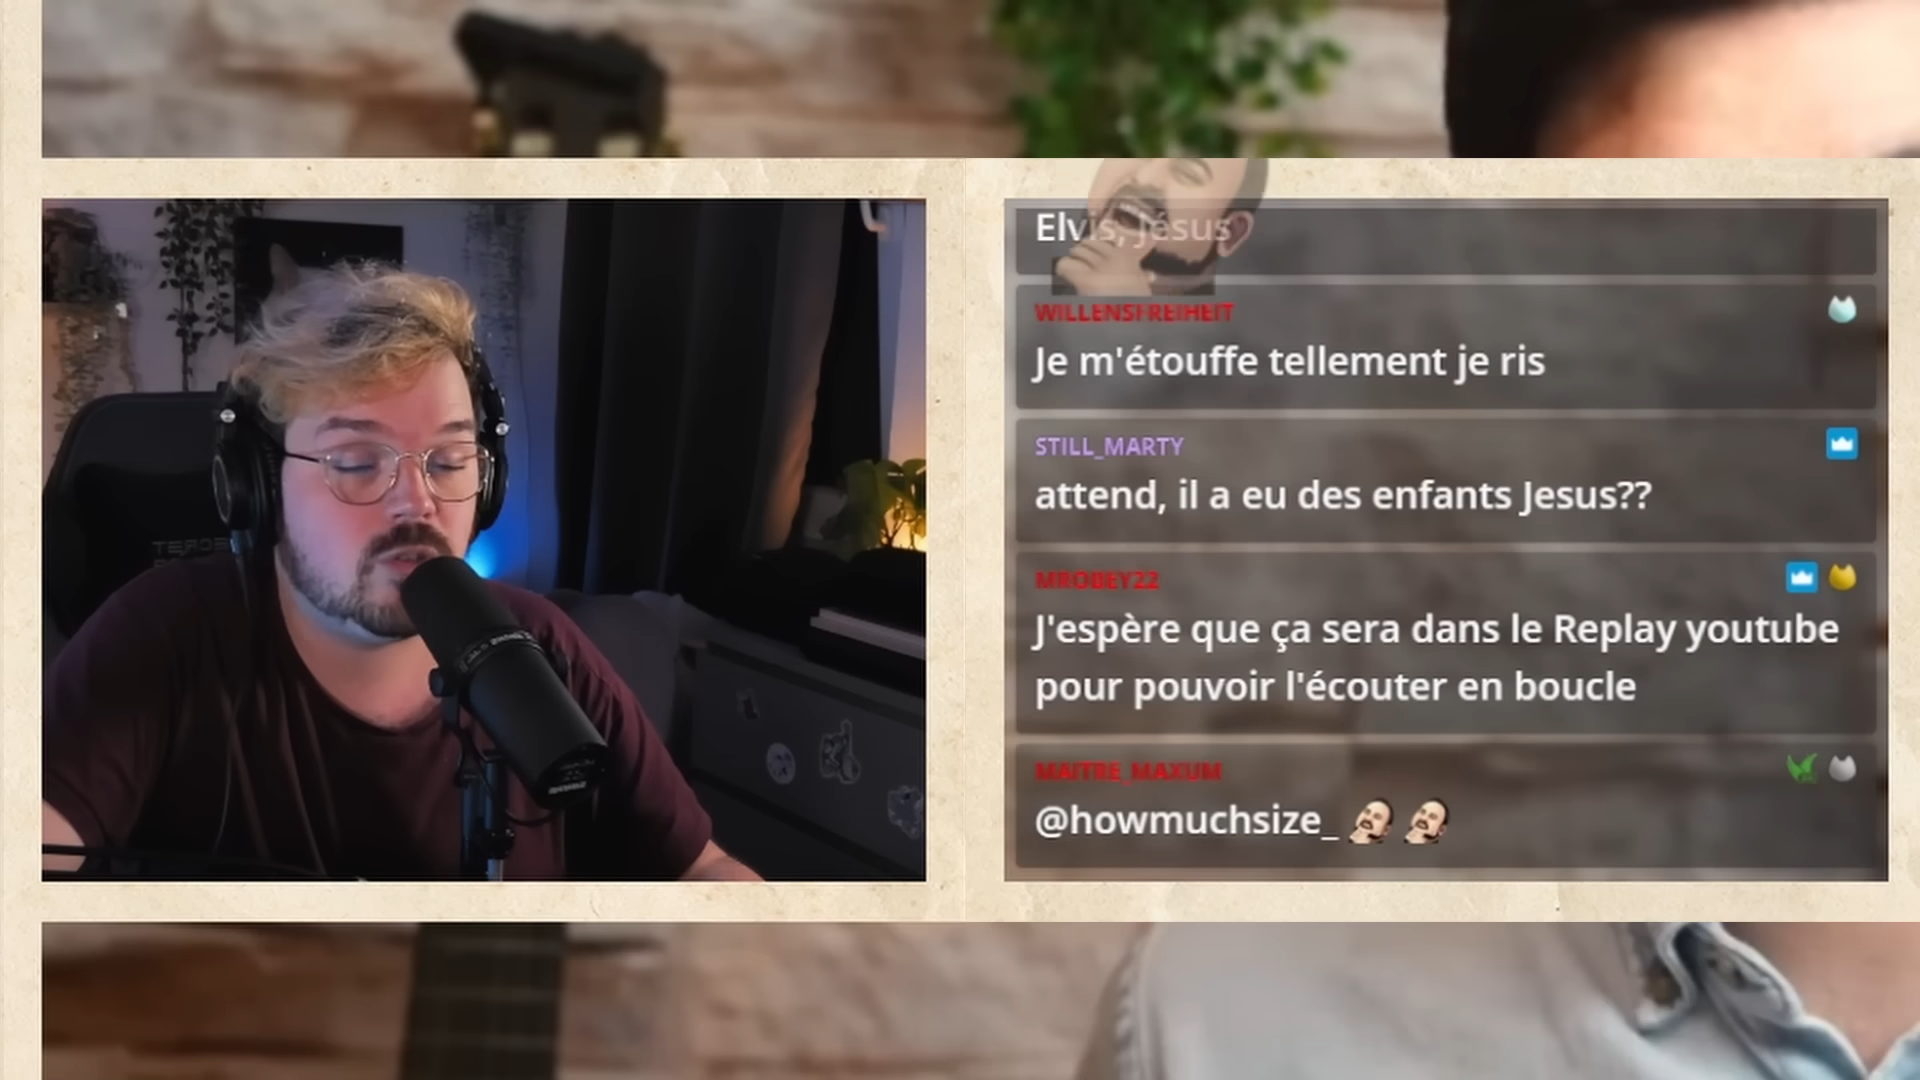 Elvis, Jésus
WILLENSFREIHEIT
Je m'étouffe tellement je ris
STILL_MARTY
attend, il a eu des enfants Jesus??
MROBEY22
J'espère que ça sera dans le Replay youtube
pour pouvoir l'écouter en boucle
MAITRE_MAXUM
@howmuchsize_